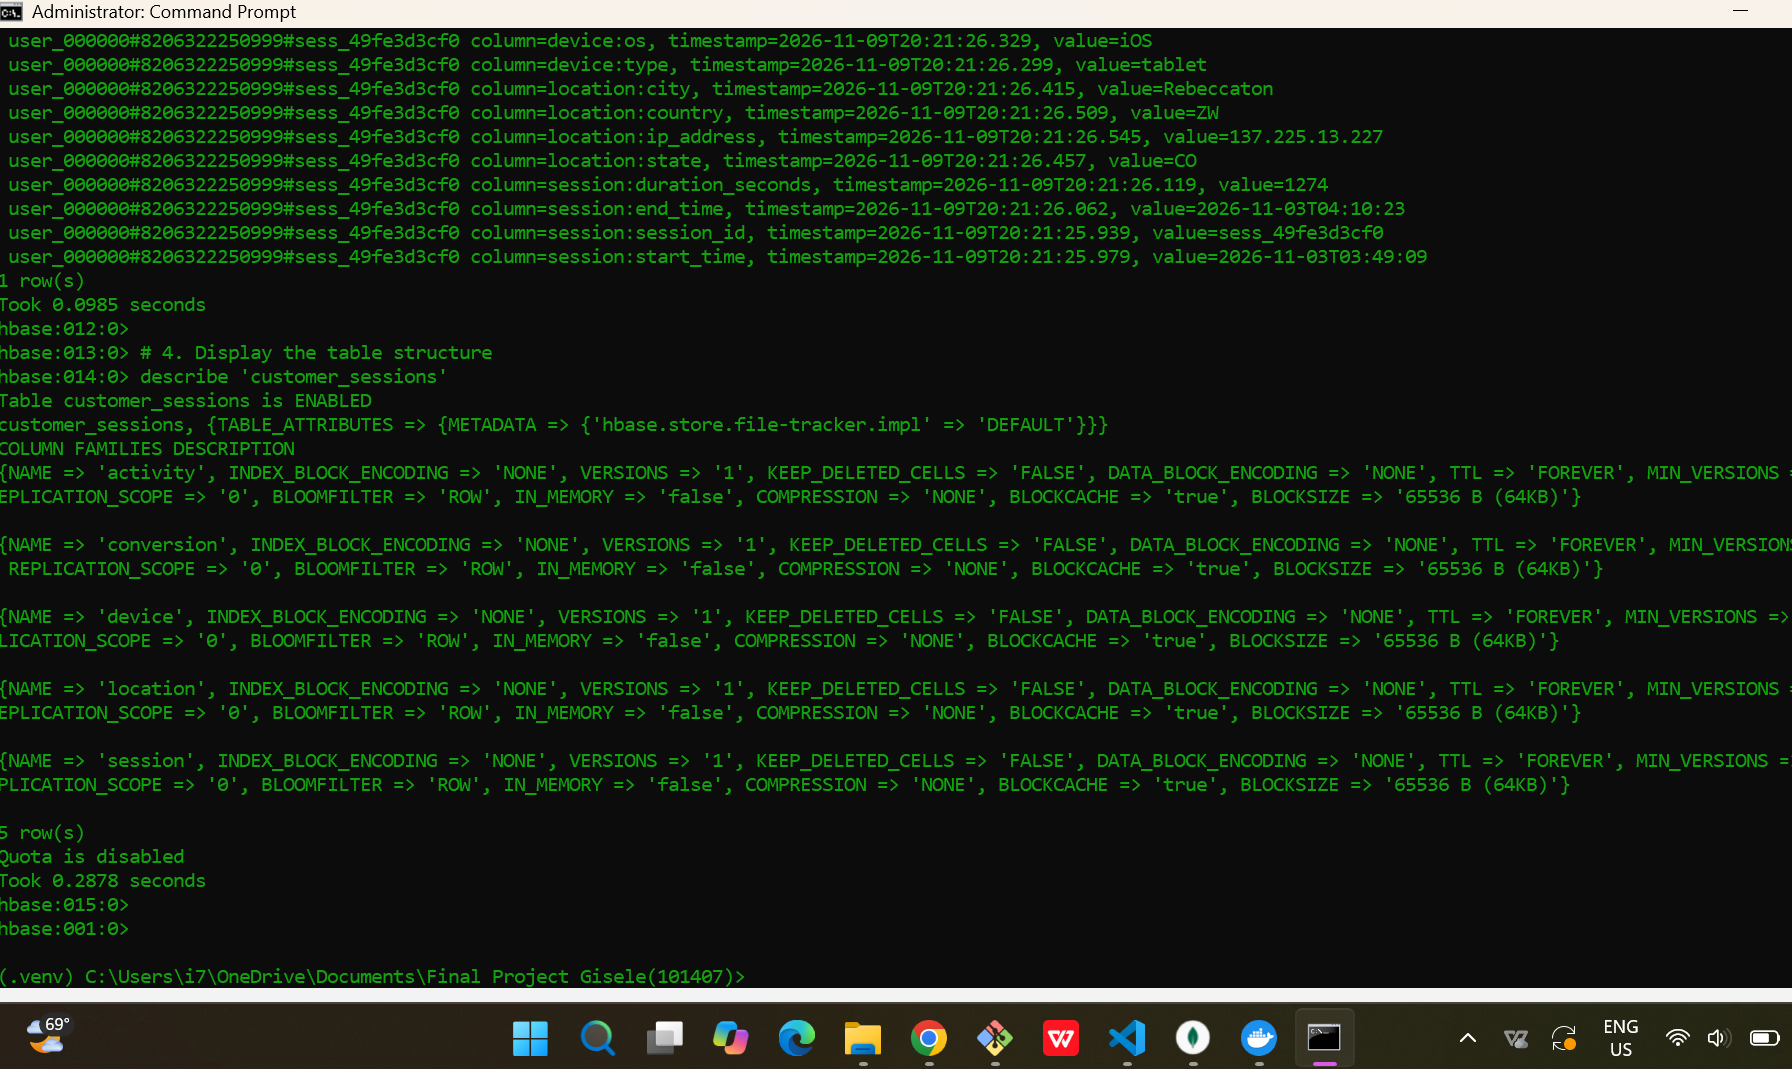 Administrator: Command Prompt
user_000000#8206322250999#sess_49fe3d3cf0 column=device:os, timestamp=2026-11-09T20:21:26.329, value=iOS
user_000000#8206322250999#sess_49fe3d3cf0 column=device:type, timestamp=2026-11-09T20:21:26.299, value=tablet
user_000000#8206322250999#sess_49fe3d3cf0 column=location:city, timestamp=2026-11-09T20:21:26.415, value=Rebeccaton
user_000000#8206322250999#sess_49fe3d3cf0 column=location:country, timestamp=2026-11-09T20:21:26.509, value=ZW
user_000000#8206322250999#sess_49fe3d3cf0 column=location:ip_address, timestamp=2026-11-09T20:21:26.545, value=137.225.13.227
user_000000#8206322250999#sess_49fe3d3cf0 column=location:state, timestamp=2026-11-09T20:21:26.457, value=CO
user_000000#8206322250999#sess_49fe3d3cf0 column=session:duration_seconds, timestamp=2026-11-09T20:21:26.119, value=1274
user_000000#8206322250999#sess_49fe3d3cf0 column=session:end_time, timestamp=2026-11-09T20:21:26.062, value=2026-11-03T04:10:23
user_000000#8206322250999#sess_49fe3d3cf0 column=session:session_id, timestamp=2026-11-09T20:21:25.939, value=sess_49fe3d3cf0
user_000000#8206322250999#sess_49fe3d3cf0 column=session:start_time, timestamp=2026-11-09T20:21:25.979, value=2026-11-03T03:49:09
1 row(s)
Took 0.0985 seconds
hbase:012:0>
hbase:013:0> # 4. Display the table structure
hbase:014:0> describe 'customer_sessions'
Table customer_sessions is ENABLED
customer_sessions, {TABLE_ATTRIBUTES => {METADATA => {'hbase.store.file-tracker.impl' => 'DEFAULT'}}}
COLUMN FAMILIES DESCRIPTION
{NAME => 'activity', INDEX_BLOCK_ENCODING => 'NONE', VERSIONS => '1', KEEP_DELETED_CELLS => 'FALSE', DATA_BLOCK_ENCODING => 'NONE', TTL => 'FOREVER', MIN_VERSIONS =
EPLICATION_SCOPE => '0', BLOOMFILTER => 'ROW', IN_MEMORY => 'false', COMPRESSION => 'NONE', BLOCKCACHE => 'true', BLOCKSIZE => '65536 B (64KB)'}
{NAME => 'conversion', INDEX_BLOCK_ENCODING => 'NONE', VERSIONS => '1', KEEP_DELETED_CELLS => 'FALSE', DATA_BLOCK_ENCODING => 'NONE', TTL => 'FOREVER', MIN_VERSIONS
REPLICATION_SCOPE => '0', BLOOMFILTER => 'ROW', IN_MEMORY => 'false', COMPRESSION => 'NONE', BLOCKCACHE => 'true', BLOCKSIZE => '65536 B (64KB)'}
{NAME => 'device', INDEX_BLOCK_ENCODING => 'NONE', VERSIONS => '1', KEEP_DELETED_CELLS => 'FALSE', DATA_BLOCK_ENCODING => 'NONE', TTL => 'FOREVER', MIN_VERSIONS =>
LICATION_SCOPE => '0', BLOOMFILTER => 'ROW', IN_MEMORY => 'false', COMPRESSION => 'NONE', BLOCKCACHE => 'true', BLOCKSIZE => '65536 B (64KB)'}
{NAME => 'location', INDEX_BLOCK_ENCODING => 'NONE', VERSIONS => '1', KEEP_DELETED_CELLS => 'FALSE', DATA_BLOCK_ENCODING => 'NONE', TTL => 'FOREVER', MIN_VERSIONS =
EPLICATION_SCOPE => '0', BLOOMFILTER => 'ROW', IN_MEMORY => 'false', COMPRESSION => 'NONE', BLOCKCACHE => 'true', BLOCKSIZE => '65536 B (64KB)'}
{NAME => 'session', INDEX_BLOCK_ENCODING => 'NONE', VERSIONS => '1', KEEP_DELETED_CELLS => 'FALSE', DATA_BLOCK_ENCODING => 'NONE', TTL => 'FOREVER', MIN_VERSIONS =
PLICATION_SCOPE => '0', BLOOMFILTER => 'ROW', IN_MEMORY => 'false', COMPRESSION => 'NONE', BLOCKCACHE => 'true', BLOCKSIZE => '65536 B (64KB)'}
5 row(s)
Quota is disabled
Took 0.2878 seconds
hbase:015:0>
hbase:001:0>
(.venv) C:\Users\i7\OneDrive\Documents\Final Project Gisele(101407)>
69°
ENG
US